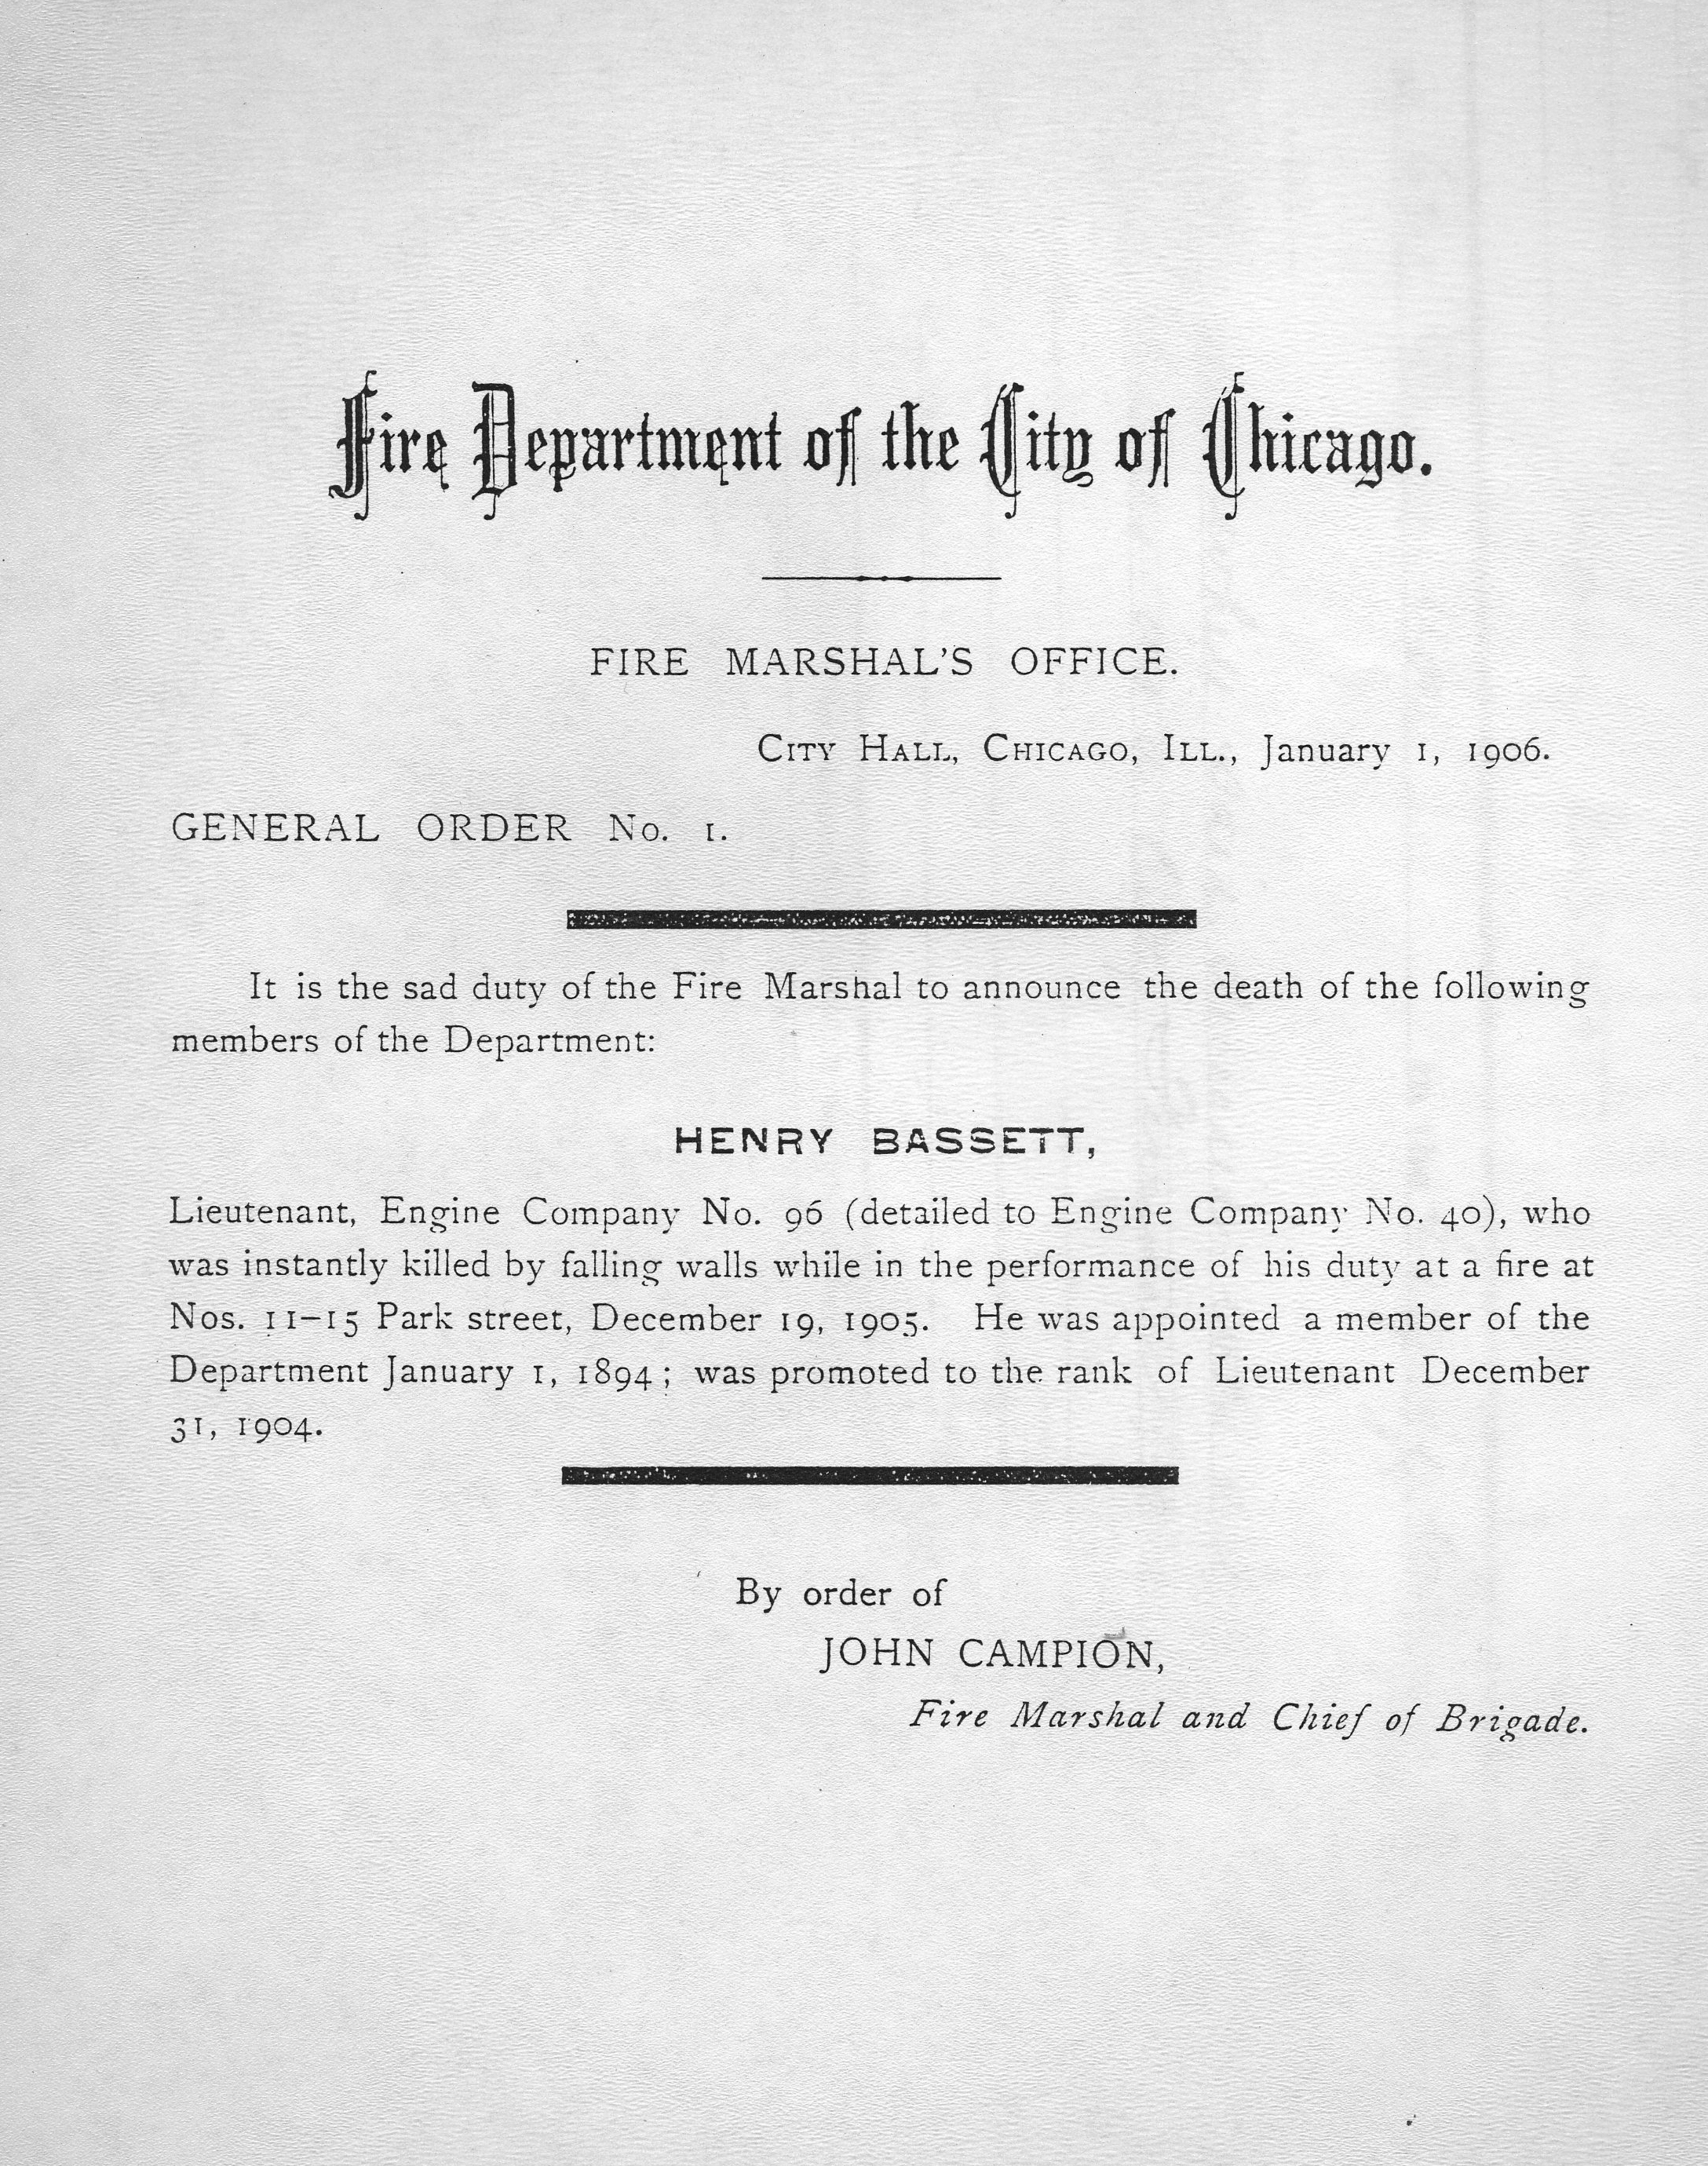 Fire Department of the City of Chicago.
FIRE MARSHAL'S OFFICE.
CITY HALL, CHICAGO, ILL., January 1, 1906.
GENERAL ORDER No. 1.
It is the sad duty of the Fire Marshal to announce the death of the following
members of the Department:
HENRY BASSETT,
Lieutenant, Engine Company No. 96 (detailed to Engine Company No. 40), who
was instantly killed by falling walls while in the performance of his duty at a fire at
Nos. 11–15 Park street, December 19, 1905. He was appointed a member of the
Department January 1, 1894; was promoted to the rank of Lieutenant December
31, 1904.
By order of
JOHN CAMPION,
Fire Marshal and Chief of Brigade.